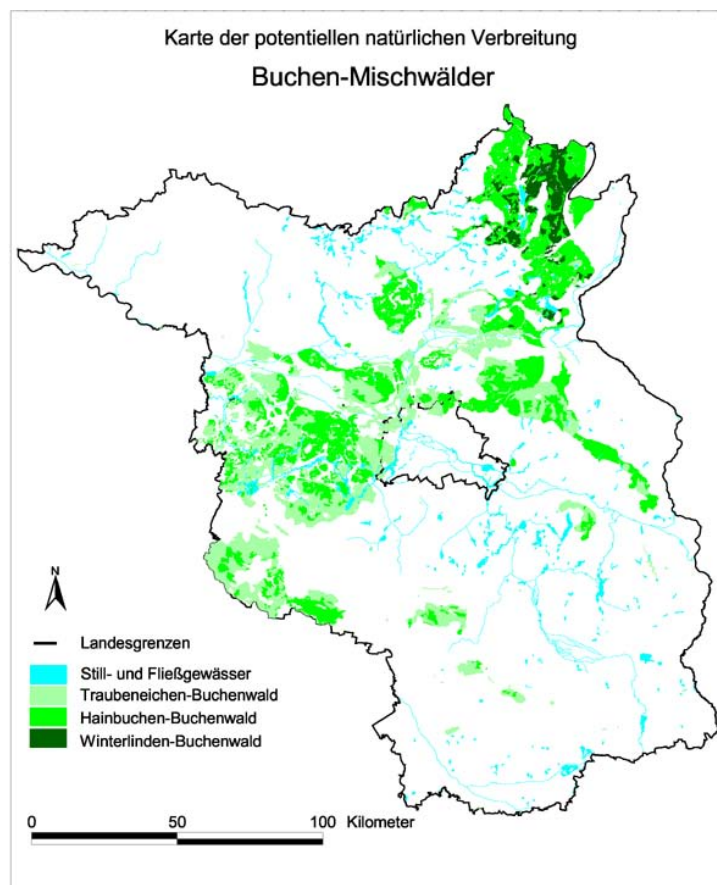 Karte der potentiellen natürlichen Verbreitung
Buchen-Mischwälder
N
Landesgrenzen
Still- und Fließgewässer
Traubeneichen-Buchenwald
Hainbuchen-Buchenwald
Winterlinden-Buchenwald
0 50 100 Kilometer